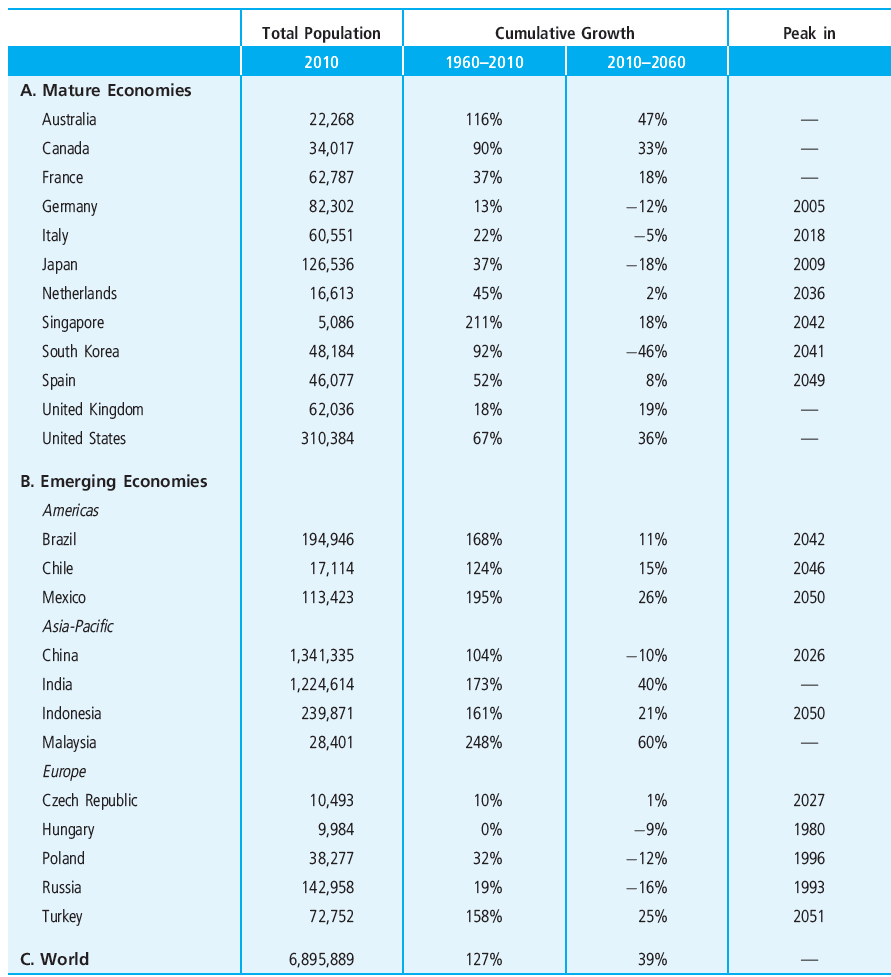 Total Population Cumulative Growth Peak in
2010 1960–2010 2010–2060
A. Mature Economies
Australia 22,268 116% 47% —
Canada 34,017 90% 33% —
France 62,787 37% 18% —
Germany 82,302 13% −12% 2005
Italy 60,551 22% −5% 2018
Japan 126,536 37% −18% 2009
Netherlands 16,613 45% 2% 2036
Singapore 5,086 211% 18% 2042
South Korea 48,184 92% −46% 2041
Spain 46,077 52% 8% 2049
United Kingdom 62,036 18% 19% —
United States 310,384 67% 36% —
B. Emerging Economies
Americas
Brazil 194,946 168% 11% 2042
Chile 17,114 124% 15% 2046
Mexico 113,423 195% 26% 2050
Asia-Pacific
China 1,341,335 104% −10% 2026
India 1,224,614 173% 40% —
Indonesia 239,871 161% 21% 2050
Malaysia 28,401 248% 60% —
Europe
Czech Republic 10,493 10% 1% 2027
Hungary 9,984 0% −9% 1980
Poland 38,277 32% −12% 1996
Russia 142,958 19% −16% 1993
Turkey 72,752 158% 25% 2051
C. World 6,895,889 127% 39% —